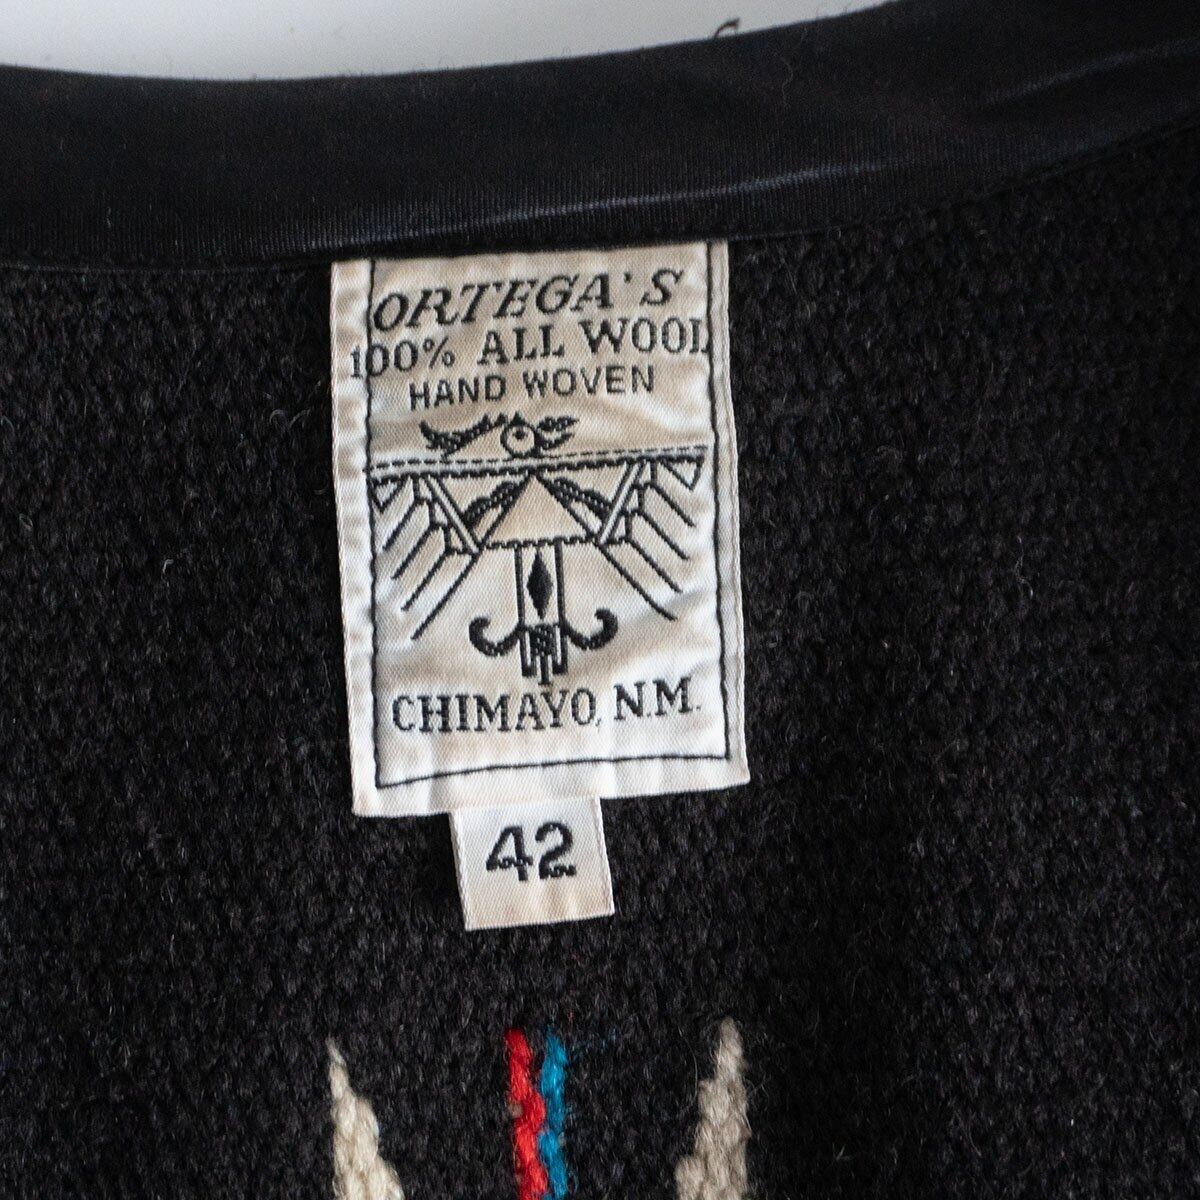 ORTEGA'S
100% ALL WOOL
HAND WOVEN
CHIMAYO, N.M.
42